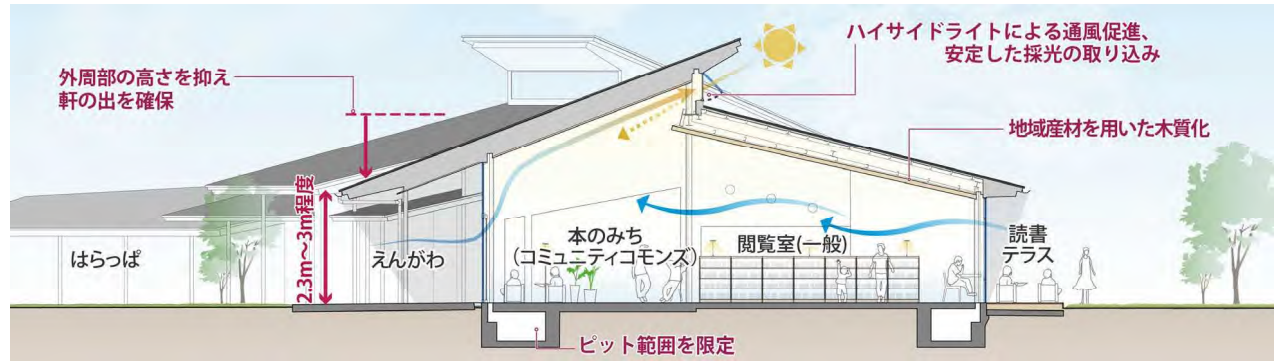 ハイサイドライトによる通風促進、
安定した採光の取り込み
外周部の高さを抑え
軒の出を確保
地域産材を用いた木質化
2.3m～3m程度
はらっぱ
えんがわ
本のみち
(コミュニティコモンズ)
閲覧室(一般)
読書
テラス
ピット範囲を限定